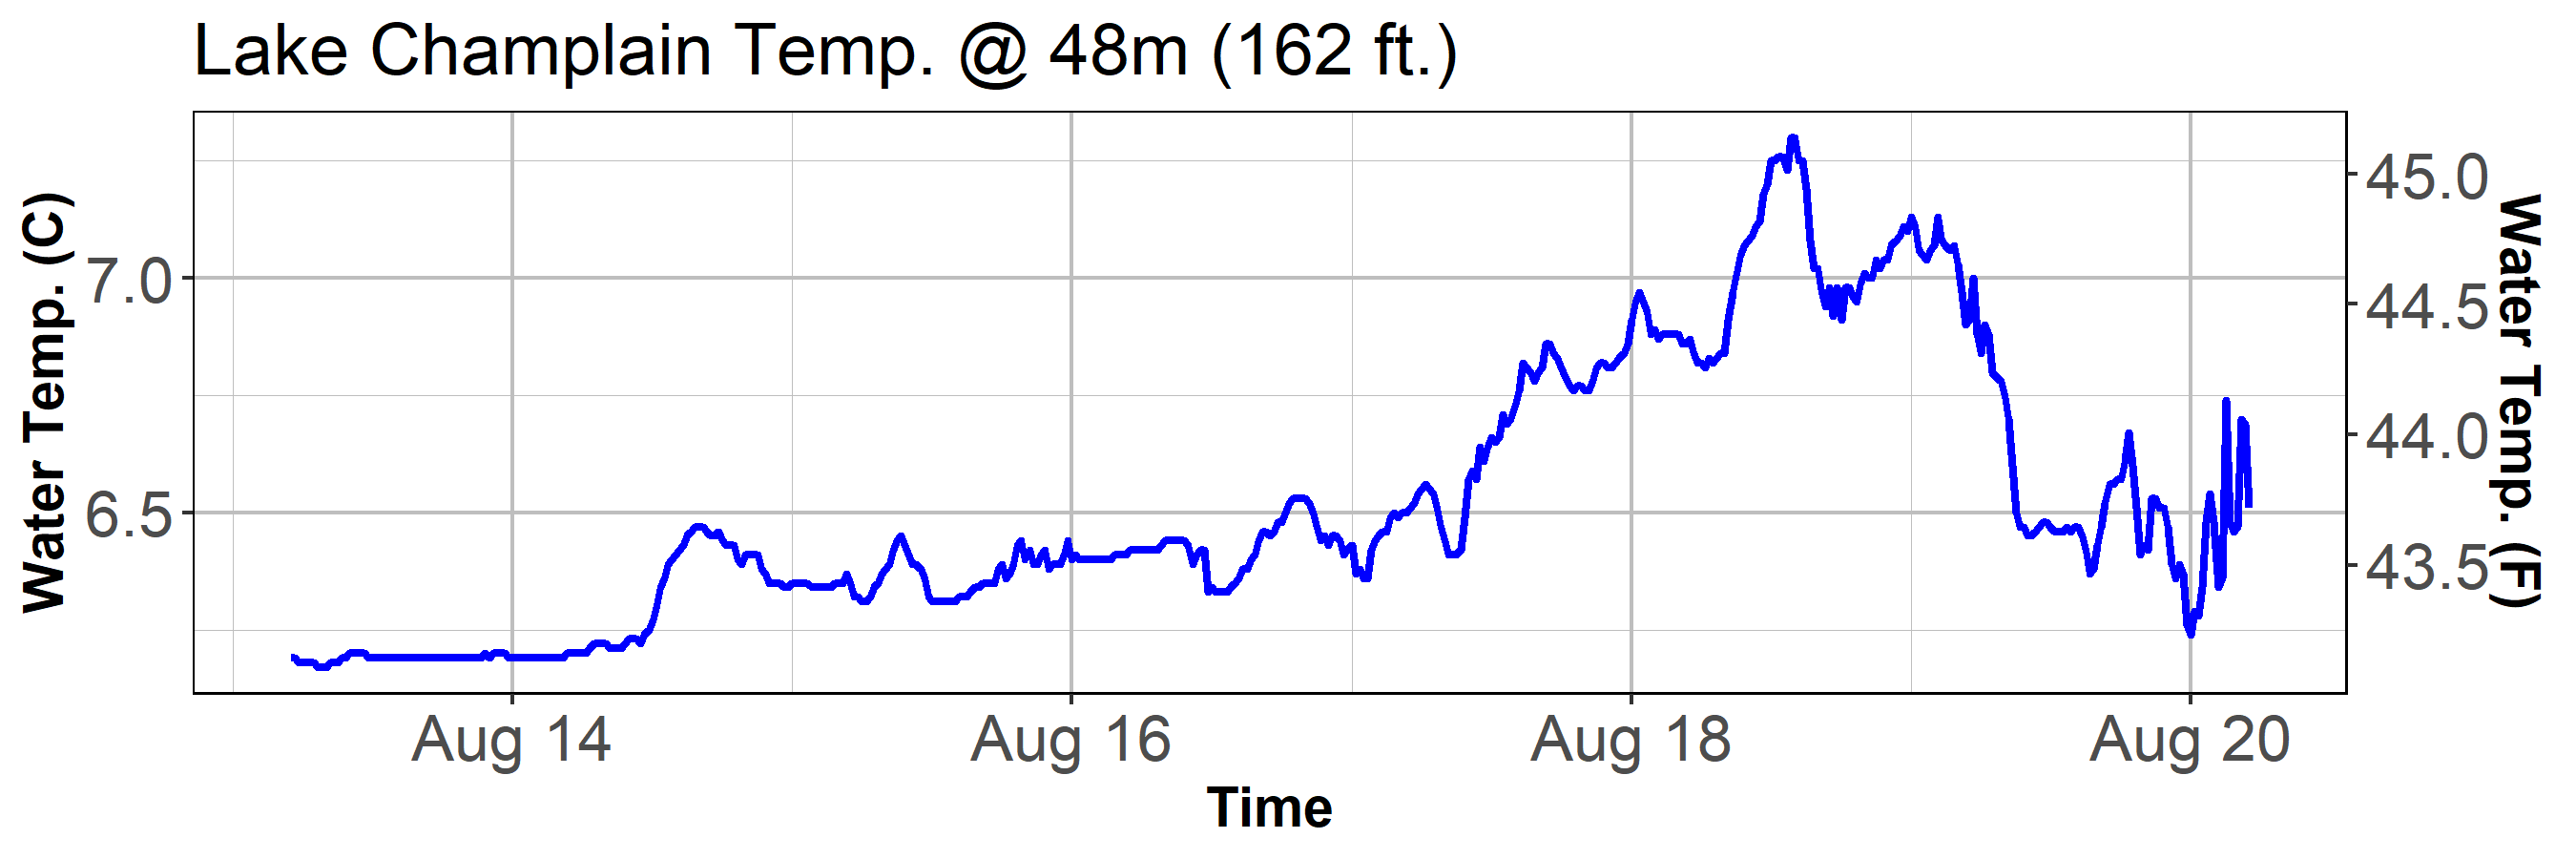 Lake Champlain Temp. @ 48m (162 ft.)
Water Temp. (C)
7.0
6.5
45.0
44.5
44.0
43.5
Water Temp. (F)
Aug 14
Aug 16
Aug 18
Aug 20
Time